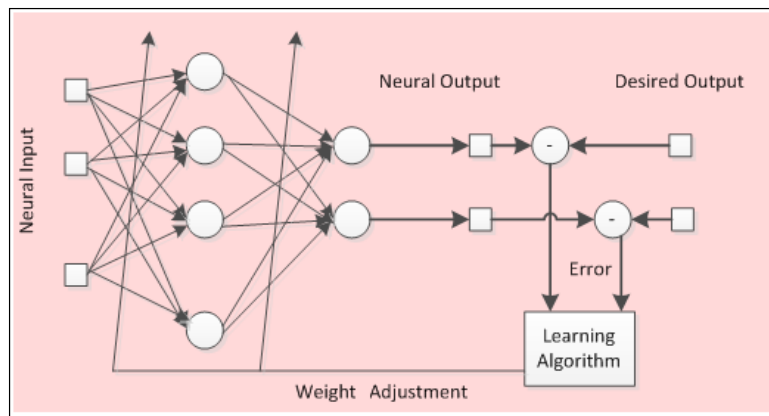 Neural Output
Desired Output
Neural Input
-
-
Error
Learning
Algorithm
Weight Adjustment